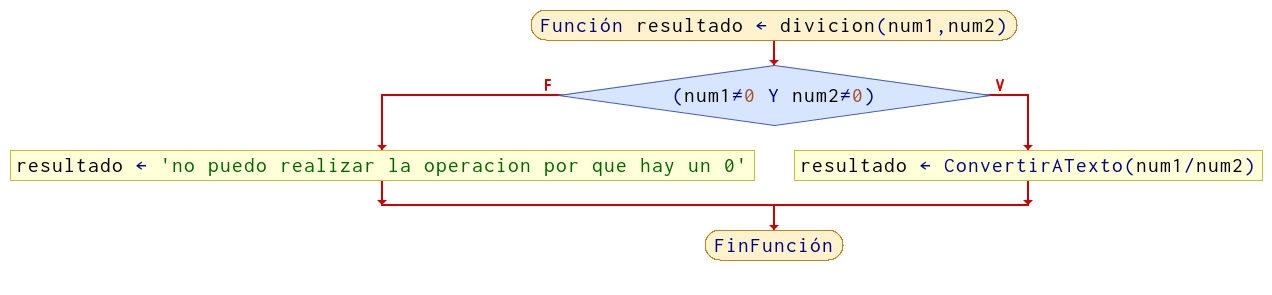 Función resultado ← divicion(num1,num2)
F
V
(num1≠0 Y num2≠0)
resultado ← 'no puedo realizar la operacion por que hay un 0'
resultado ← ConvertirATexto(num1/num2)
FinFunción